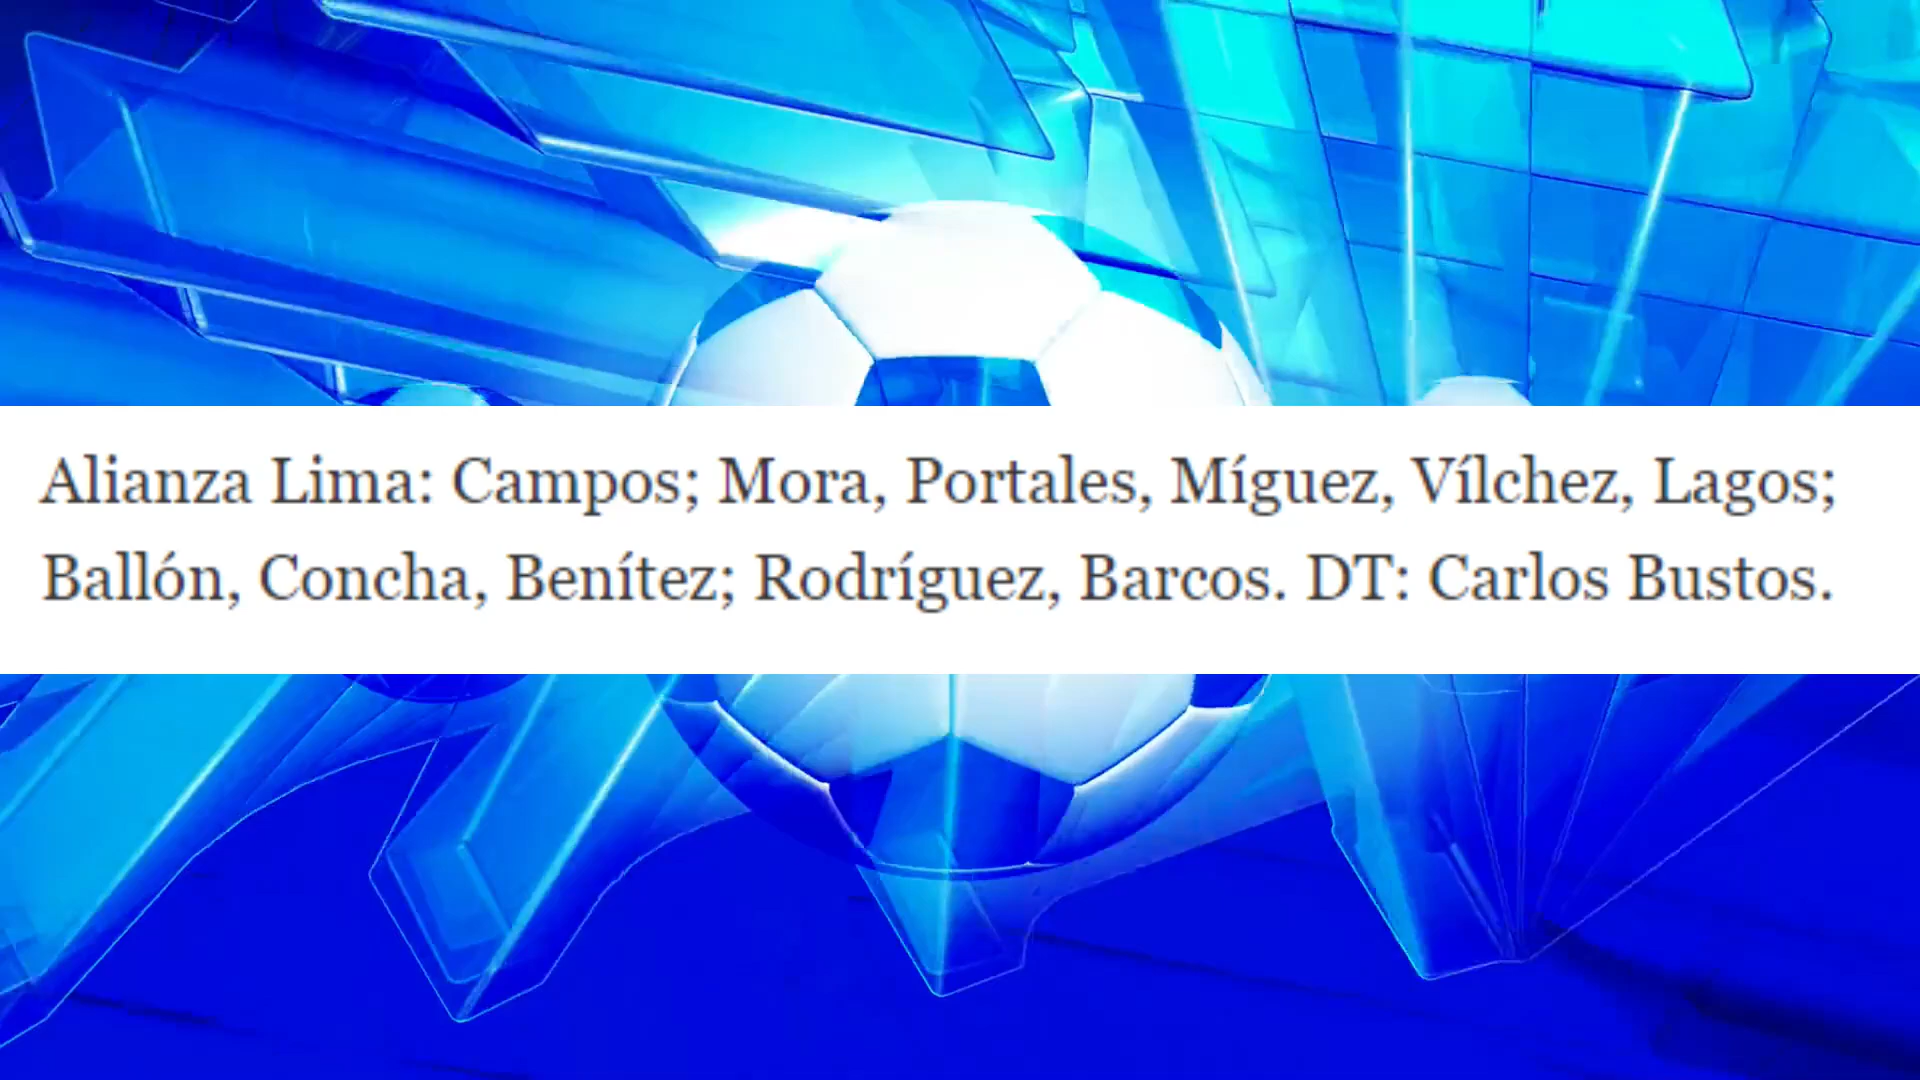 Alianza Lima: Campos; Mora, Portales, Míguez, Vílchez, Lagos;
Ballón, Concha, Benítez; Rodríguez, Barcos. DT: Carlos Bustos.